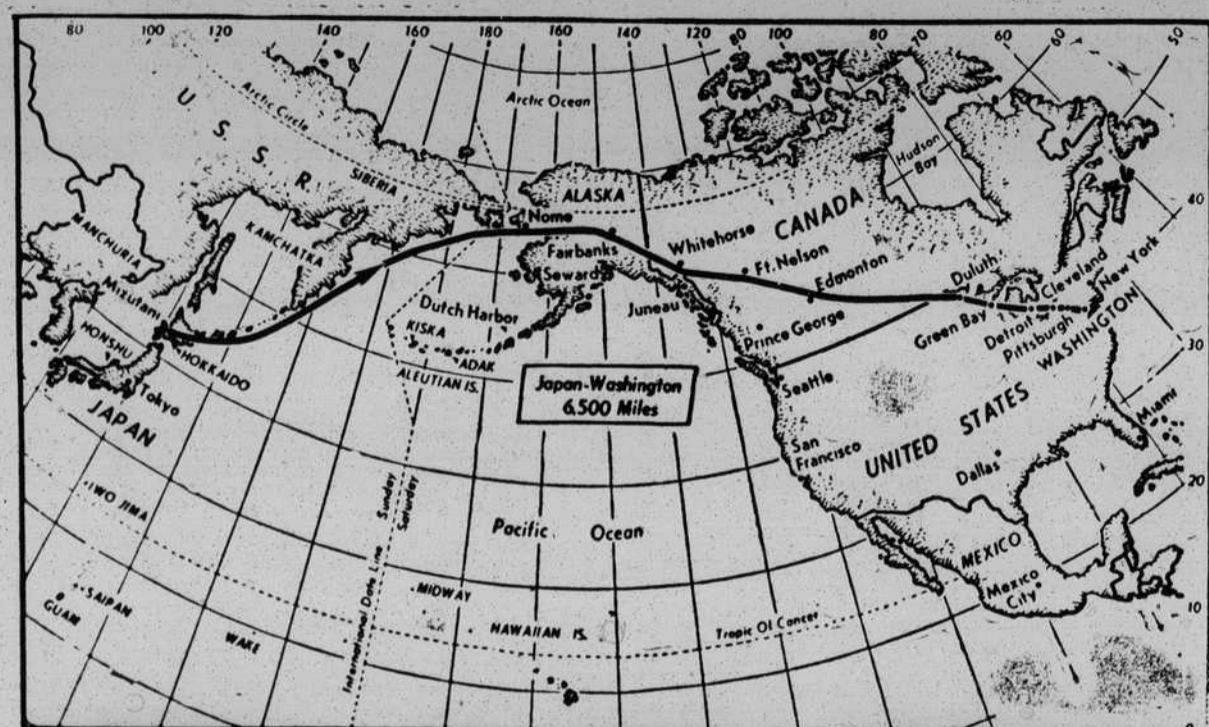 80 100 120 140 160 180 160 140 120 100 80 70 60 50
80
60
Arctic Ocean
Arctic Circle
U. S. S. R.
SIBERIA
ALASKA
Hudson
Bay
CANADA
40
Nome
KAMCHATKA
MANCHURIA
Whitehorse
Fairbanks
Ft. Nelson
Seward
Edmonton
Duluth
Cleveland
New York
Mizutani
Dutch Harbor
Juneau
KISKA
ADAK
ALEUTIAN IS.
Prince George
Green Bay
Detroit
Pittsburgh
WASHINGTON
30
HONSHU
HOKKAIDO
Tokyo
JAPAN
Japan-Washington
6,500 Miles
Seattle
Miami
San
Francisco
UNITED STATES
Dallas
20
IWO JIMA
Sunday
Saturday
Pacific Ocean
MEXICO
Mexico
City
SAIPAN
GUAM
MIDWAY
WAKE
HAWAIIAN IS.
Tropic Of Cancer
International Date Line
10